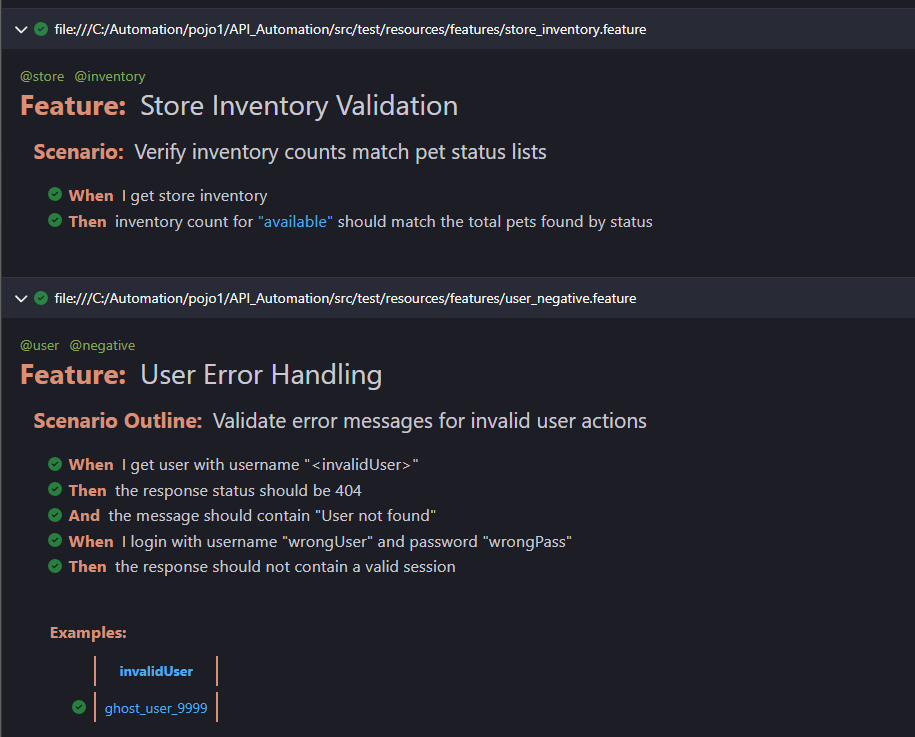 file:///C:/Automation/pojo1/API_Automation/src/test/resources/features/store_inventory.feature
@store @inventory
Feature: Store Inventory Validation
Scenario: Verify inventory counts match pet status lists
When I get store inventory
Then inventory count for "available" should match the total pets found by status
file:///C:/Automation/pojo1/API_Automation/src/test/resources/features/user_negative.feature
@user @negative
Feature: User Error Handling
Scenario Outline: Validate error messages for invalid user actions
When I get user with username "<invalidUser>"
Then the response status should be 404
And the message should contain "User not found"
When I login with username "wrongUser" and password "wrongPass"
Then the response should not contain a valid session
Examples:
invalidUser
ghost_user_9999